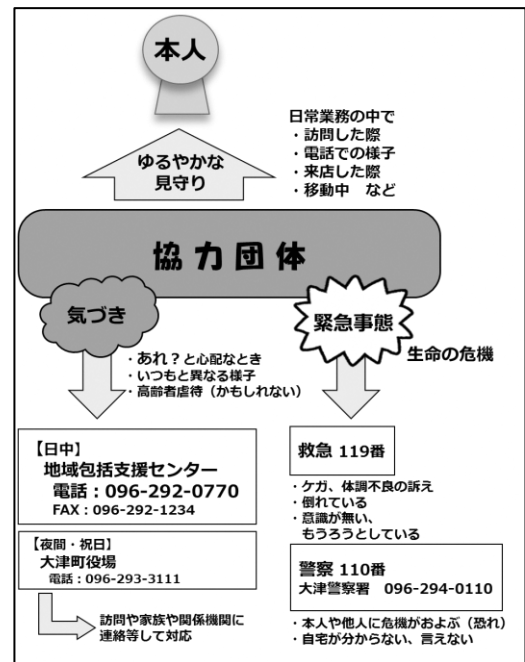 本人
ゆるやかな
見守り
日常業務の中で
・訪問した際
・電話での様子
・来店した際
・移動中　など
協力団体
気づき
・あれ？と心配なとき
・いつもと異なる様子
・高齢者虐待（かもしれない）
緊急事態
生命の危機
【日中】
地域包括支援センター
電話：096-292-0770
FAX：096-292-1234
【夜間・祝日】
大津町役場
電話：096-293-3111
訪問や家族や関係機関に
連絡等して対応
救急 119番
・ケガ、体調不良の訴え
・倒れている
・意識が無い、
もうろうとしている
警察 110番
大津警察署　096-294-0110
・本人や他人に危機がおよぶ（恐れ）
・自宅が分からない、言えない